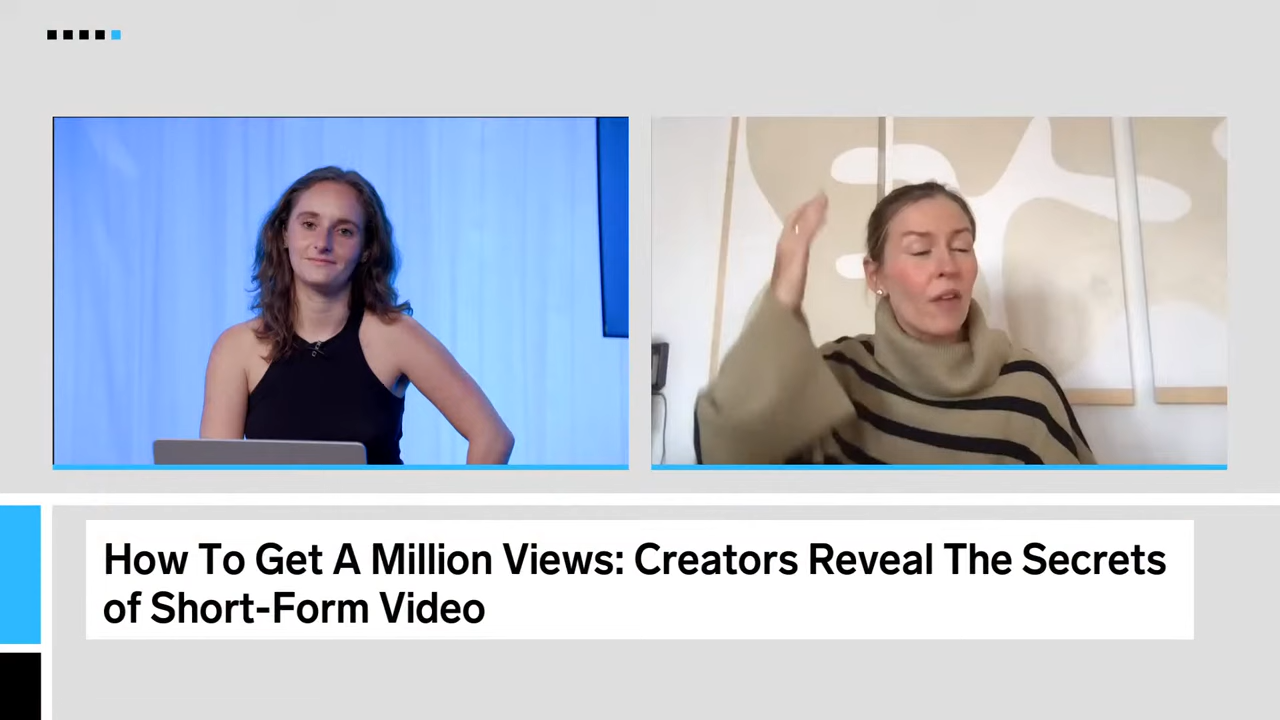 How To Get A Million Views: Creators Reveal The Secrets
of Short-Form Video